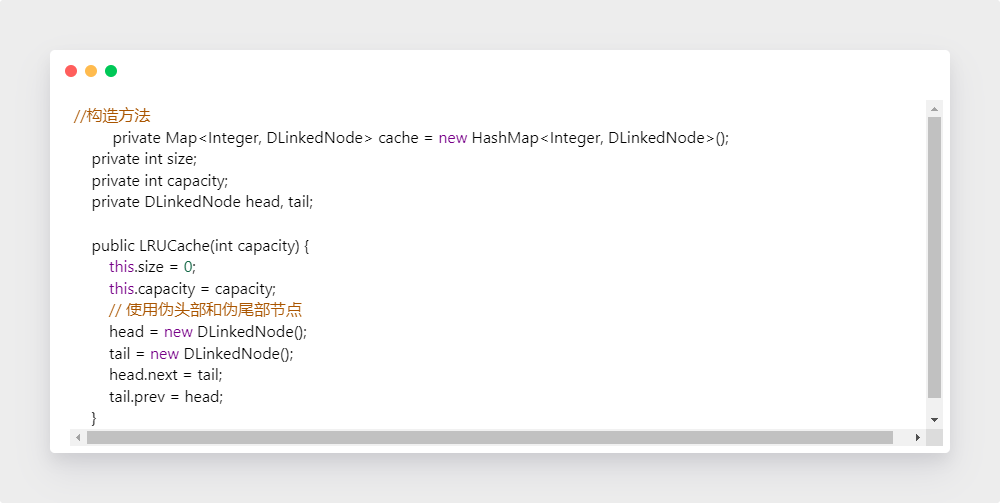 //构造方法
private Map<Integer, DLinkedNode> cache = new HashMap<Integer, DLinkedNode>();
private int size;
private int capacity;
private DLinkedNode head, tail;
public LRUCache(int capacity) {
this.size = 0;
this.capacity = capacity;
// 使用伪头部和伪尾部节点
head = new DLinkedNode();
tail = new DLinkedNode();
head.next = tail;
tail.prev = head;
}